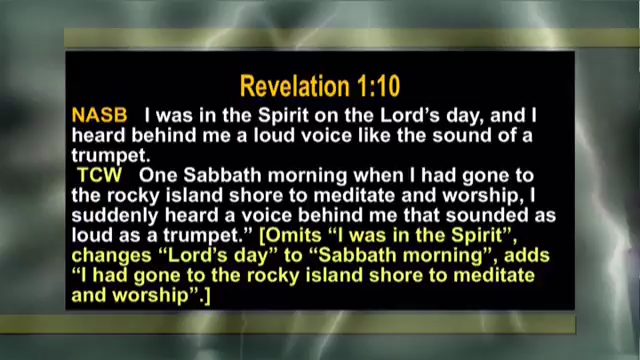 Revelation 1:10
NASB I was in the Spirit on the Lord's day, and I
heard behind me a loud voice like the sound of a
trumpet.
TCW One Sabbath morning when I had gone to
the rocky island shore to meditate and worship, I
suddenly heard a voice behind me that sounded as
loud as a trumpet.” [Omits “I was in the Spirit”,
changes “Lord's day” to “Sabbath morning”, adds
“I had gone to the rocky island shore to meditate
and worship”.]